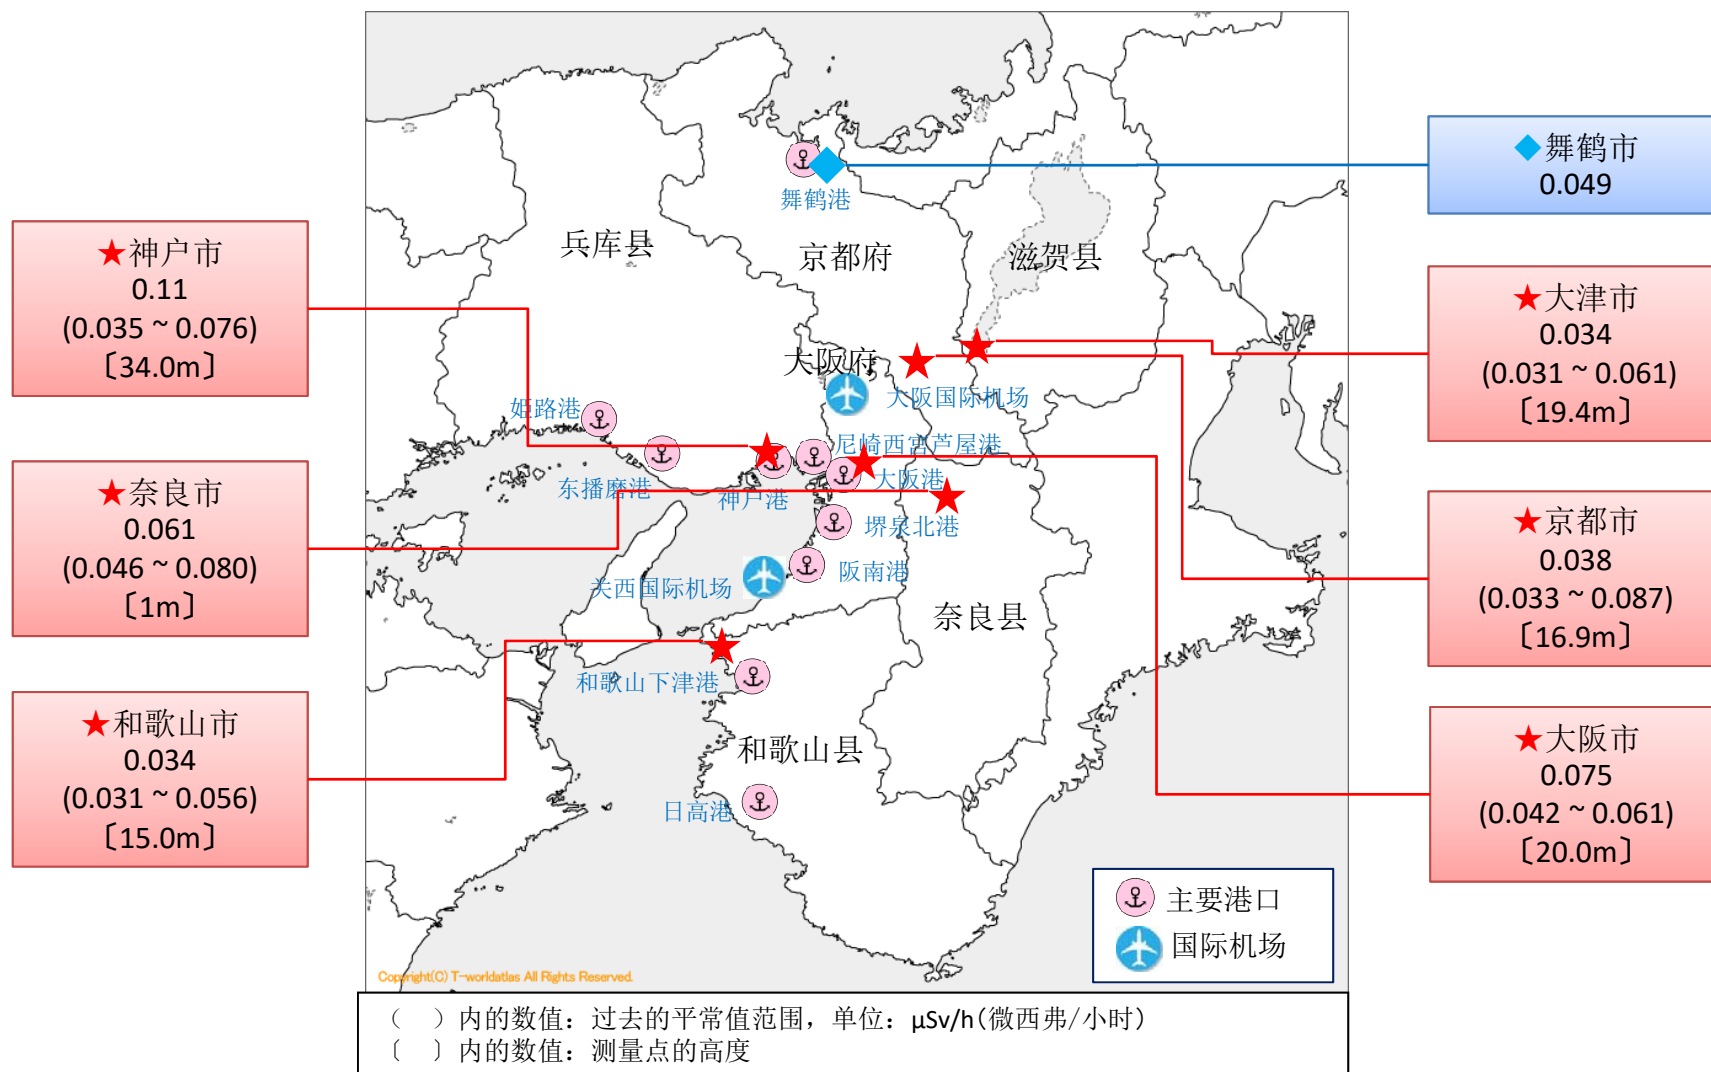 ★神户市
0.11
(0.035 ~ 0.076)
〔34.0m〕
★奈良市
0.061
(0.046 ~ 0.080)
〔1m〕
★和歌山市
0.034
(0.031 ~ 0.056)
〔15.0m〕
舞鹤港
兵库县
京都府
滋贺县
大阪府
大阪国际机场
姫路港
尼崎西宫芦屋港
东播磨港
神户港
大阪港
堺泉北港
关西国际机场
阪南港
奈良县
和歌山下津港
和歌山县
日高港
主要港口
国际机场
Copyright(C) T-worldatlas All Rights Reserved.
◆舞鹤市
0.049
★大津市
0.034
(0.031 ~ 0.061)
〔19.4m〕
★京都市
0.038
(0.033 ~ 0.087)
〔16.9m〕
★大阪市
0.075
(0.042 ~ 0.061)
〔20.0m〕
（　）内的数值：过去的平常值范围，单位：μSv/h（微西弗/小时）
〔　〕内的数值：测量点的高度